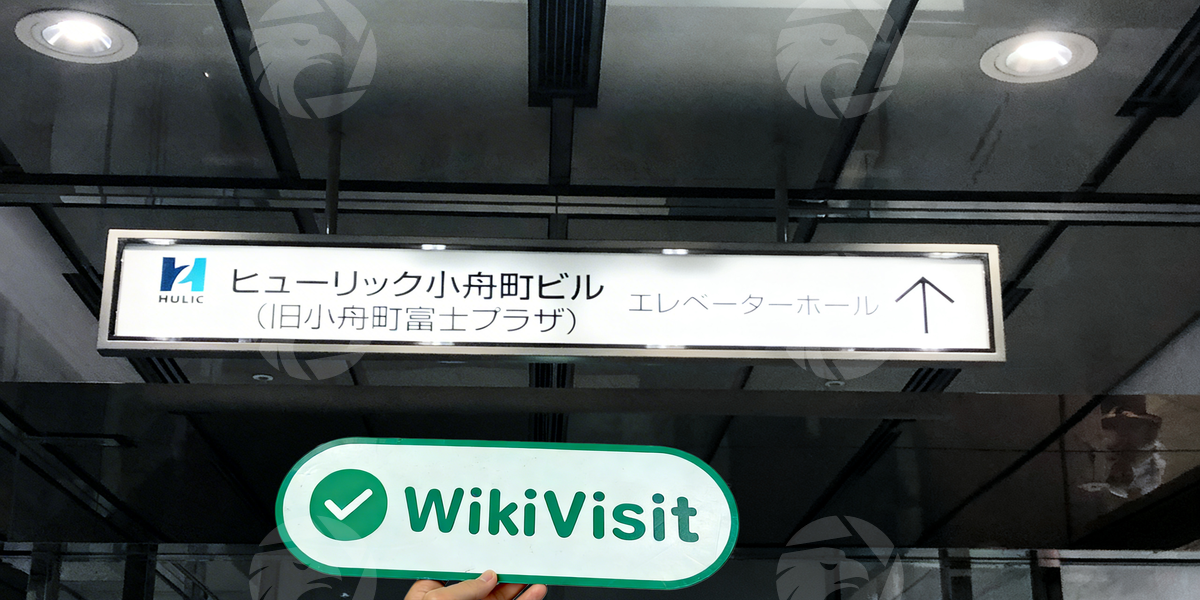 HULIC
ヒューリック小舟町ビル
(旧小舟町富士プラザ)
エレベーターホール ↑
WikiVisit